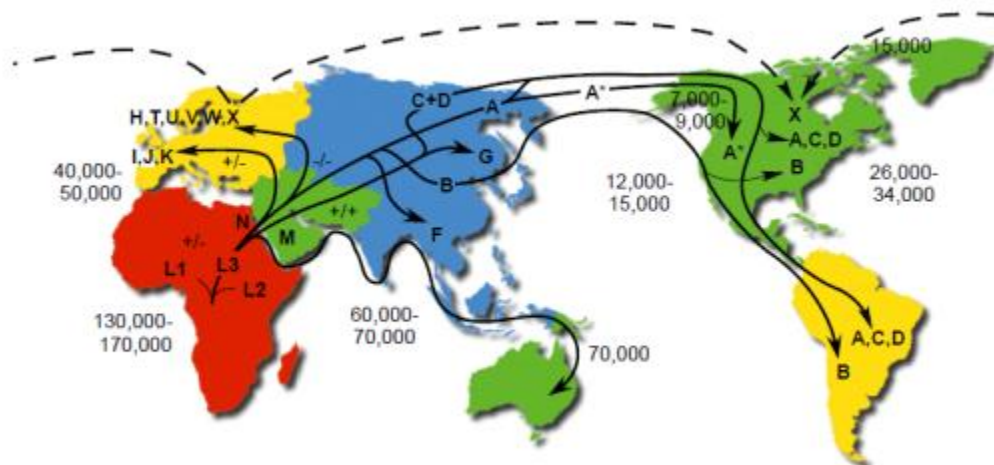 15,000
H,T,U,V,W,X
C+D
A
A*
7,000-
9,000
X
I,J,K
+/-
-/-
G
A*
A,C,D
40,000-
50,000
B
B
12,000-
15,000
26,000-
34,000
N
M
+/+
F
+/-
L1
L3
L2
130,000-
170,000
60,000-
70,000
70,000
A,C,D
B